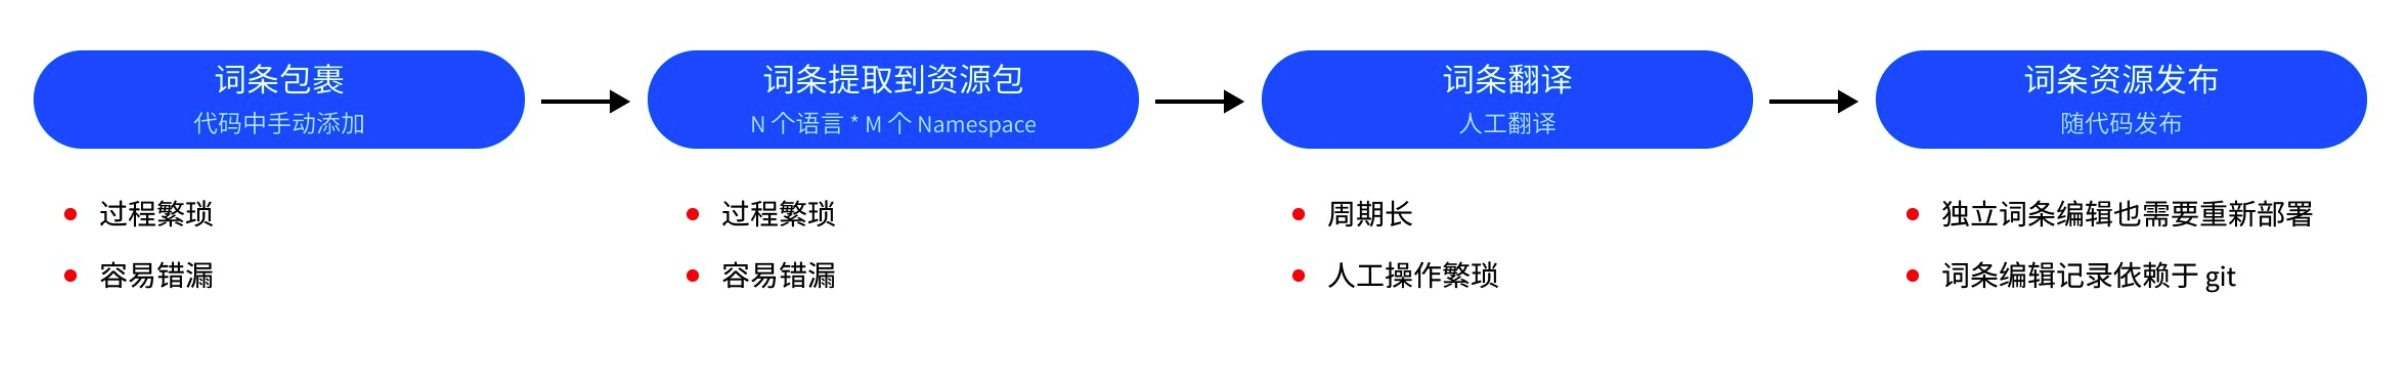 词条包裹
代码中手动添加
过程繁琐
容易错漏
词条提取到资源包
N 个语言 * M 个 Namespace
过程繁琐
容易错漏
词条翻译
人工翻译
周期长
人工操作繁琐
词条资源发布
随代码发布
独立词条编辑也需要重新部署
词条编辑记录依赖于 git